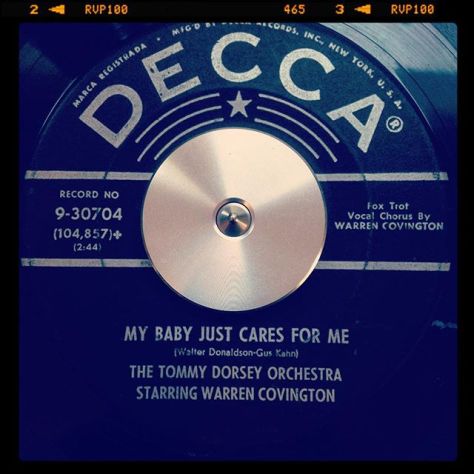 2 ◄ RVP100 465 3 ◄ RVP100
MARCA REGISTRADA • MF'D BY DECCA RECORDS, INC., NEW YORK, U.S.A.
DECCA®
RECORD NO
9-30704
(104,857)✤
(2:44)
Fox Trot
Vocal Chorus By
WARREN COVINGTON
MY BABY JUST CARES FOR ME
(Walter Donaldson-Gus Kahn)
THE TOMMY DORSEY ORCHESTRA
STARRING WARREN COVINGTON